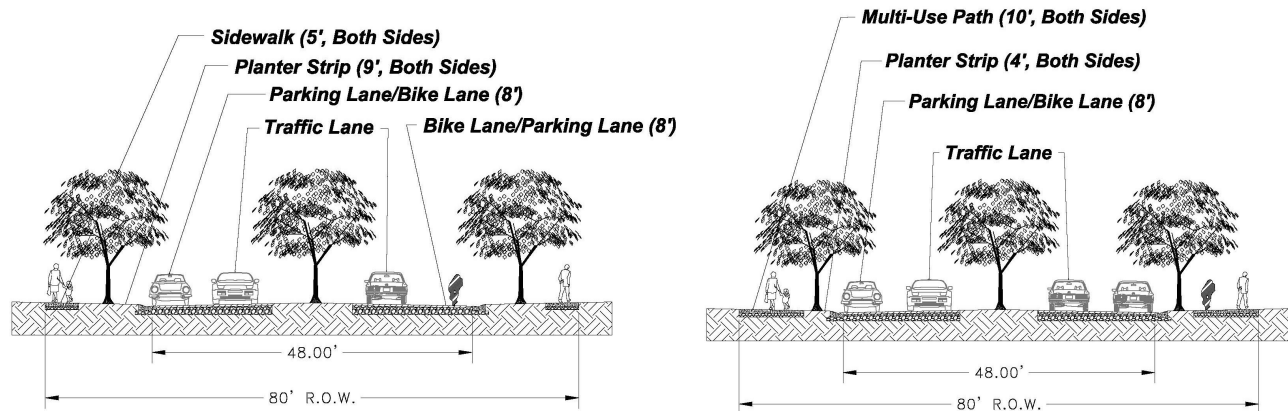 Sidewalk (5', Both Sides)
Planter Strip (9', Both Sides)
Parking Lane/Bike Lane (8')
Traffic Lane
Bike Lane/Parking Lane (8')
48.00'
80' R.O.W.
Multi-Use Path (10', Both Sides)
Planter Strip (4', Both Sides)
Parking Lane/Bike Lane (8')
Traffic Lane
48.00'
80' R.O.W.